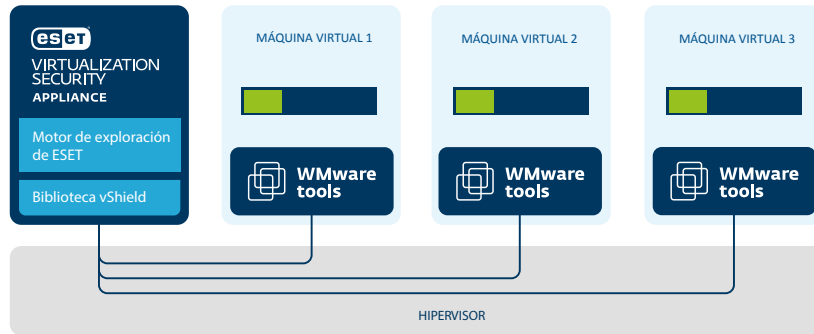 eset
VIRTUALIZATION
SECURITY
APPLIANCE
Motor de exploración
de ESET
Biblioteca vShield
MÁQUINA VIRTUAL 1
WMware
tools
MÁQUINA VIRTUAL 2
WMware
tools
MÁQUINA VIRTUAL 3
WMware
tools
HIPERVISOR